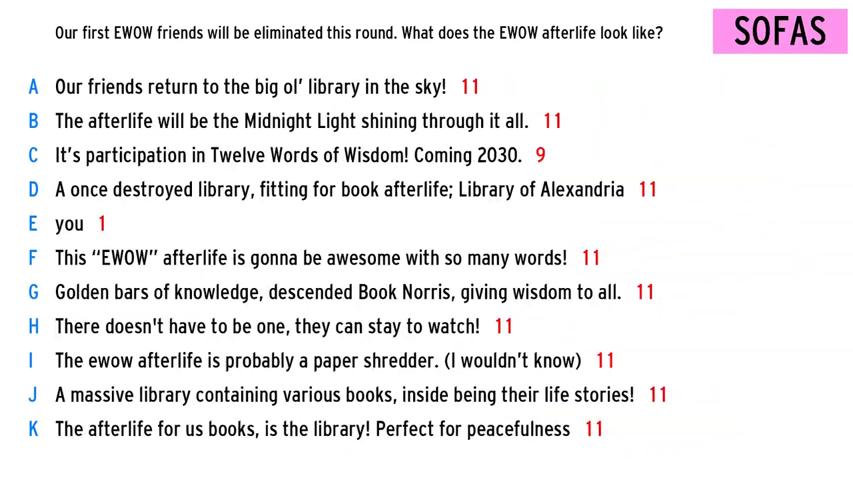 Our first EWOW friends will be eliminated this round. What does the EWOW afterlife look like?
SOFAS
A Our friends return to the big ol’ library in the sky! 11
B The afterlife will be the Midnight Light shining through it all. 11
C It’s participation in Twelve Words of Wisdom! Coming 2030. 9
D A once destroyed library, fitting for book afterlife; Library of Alexandria 11
E you 1
F This “EWOW” afterlife is gonna be awesome with so many words! 11
G Golden bars of knowledge, descended Book Norris, giving wisdom to all. 11
H There doesn't have to be one, they can stay to watch! 11
I The ewow afterlife is probably a paper shredder. (I wouldn’t know) 11
J A massive library containing various books, inside being their life stories! 11
K The afterlife for us books, is the library! Perfect for peacefulness 11